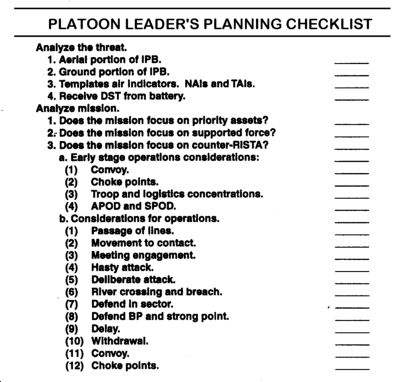 PLATOON LEADER'S PLANNING CHECKLIST
Analyze the threat.
1. Aerial portion of IPB.
2. Ground portion of IPB.
3. Templates air indicators. NAIs and TAIs.
4. Receive DST from battery.
Analyze mission.
1. Does the mission focus on priority assets?
2. Does the mission focus on supported force?
3. Does the mission focus on counter-RISTA?
a. Early stage operations considerations:
(1) Convoy.
(2) Choke points.
(3) Troop and logistics concentrations.
(4) APOD and SPOD.
b. Considerations for operations.
(1) Passage of lines.
(2) Movement to contact.
(3) Meeting engagement.
(4) Hasty attack.
(5) Deliberate attack.
(6) River crossing and breach.
(7) Defend in sector.
(8) Defend BP and strong point.
(9) Delay.
(10) Withdrawal.
(11) Convoy.
(12) Choke points.